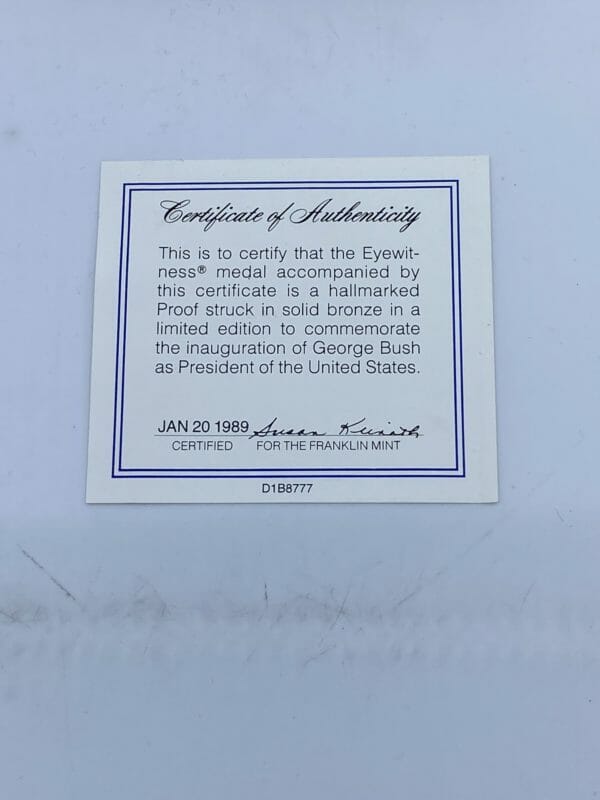 Certificate of Authenticity
This is to certify that the Eyewit-
ness® medal accompanied by
this certificate is a hallmarked
Proof struck in solid bronze in a
limited edition to commemorate
the inauguration of George Bush
as President of the United States.
JAN 20 1989 Susan
CERTIFIED FOR THE FRANKLIN MINT
D1B8777